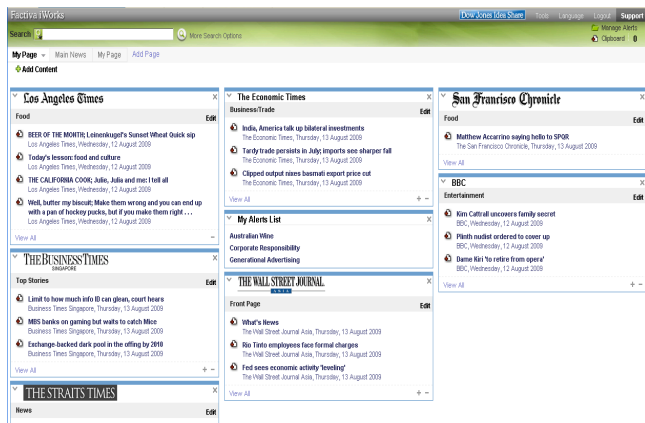 Factiva iWorks
Dow Jones Idea Share Tools Language Logout Support
Search
More Search Options
Manage Alerts
Clipboard 0
My Page Main News My Page Add Page
Add Content
Los Angeles Times
Food Edit
BEER OF THE MONTH; Leinenkugel's Sunset Wheat Quick sip
Los Angeles Times, Wednesday, 12 August 2009
Today's lesson: food and culture
Los Angeles Times, Wednesday, 12 August 2009
THE CALIFORNIA COOK; Julie, Julia and me: I tell all
Los Angeles Times, Wednesday, 12 August 2009
Well, butter my biscuit; Make them wrong and you can end
up with a pan of hockey pucks, but if you make them right . . .
Los Angeles Times, Wednesday, 12 August 2009
View All
THE BUSINESS TIMES
SINGAPORE
Top Stories Edit
Limit to how much info IB can glean, court hears
Business Times Singapore, Thursday, 13 August 2009
MBS banks on gaming but waits to catch Mice
Business Times Singapore, Thursday, 13 August 2009
Exchange-backed dark pool in the offing by 2010
Business Times Singapore, Thursday, 13 August 2009
View All
THE STRAITS TIMES
News Edit
The Economic Times
Business/Trade Edit
India, America talk up bilateral investments
The Economic Times, Wednesday, 12 August 2009
Tardy trade persists in July; imports see sharper fall
The Economic Times, Wednesday, 12 August 2009
Clipped output nixes basmati export price cut
The Economic Times, Wednesday, 12 August 2009
View All
My Alerts List
Australian Wine
Corporate Responsibility
Generational Advertising
THE WALL STREET JOURNAL.
ASIA
Front Page Edit
What's News
The Wall Street Journal Asia, Thursday, 13 August 2009
Rio Tinto employees face formal charges
The Wall Street Journal Asia, Thursday, 13 August 2009
Fed sees economic activity 'leveling'
The Wall Street Journal Asia, Thursday, 13 August 2009
View All
San Francisco Chronicle
Food Edit
Matthew Accarrino saying hello to SPQR
The San Francisco Chronicle, Thursday, 13 August 2009
View All
BBC
Entertainment Edit
Kim Cattrall uncovers family secret
BBC, Wednesday, 12 August 2009
Plinth nudist ordered to cover up
BBC, Wednesday, 12 August 2009
Dame Kiri 'to retire from opera'
BBC, Wednesday, 12 August 2009
View All